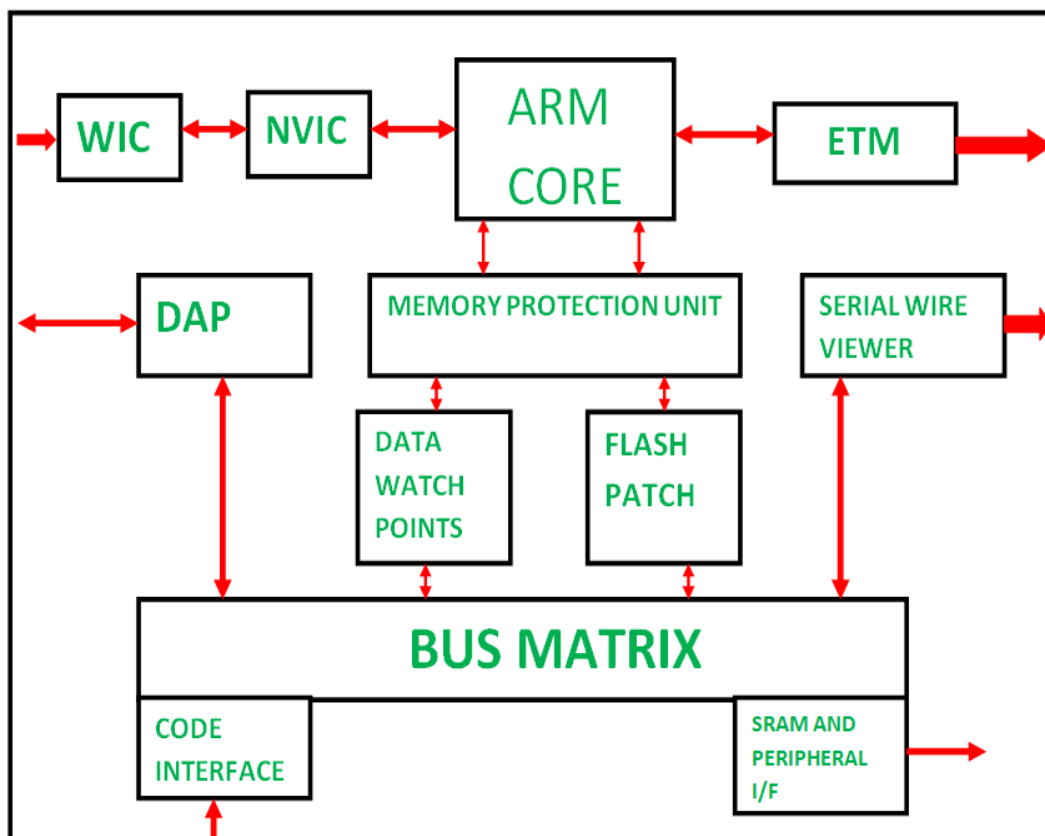 WIC
NVIC
ARM
CORE
ETM
DAP
MEMORY PROTECTION UNIT
SERIAL WIRE
VIEWER
DATA
WATCH
POINTS
FLASH
PATCH
BUS MATRIX
CODE
INTERFACE
SRAM AND
PERIPHERAL
I/F